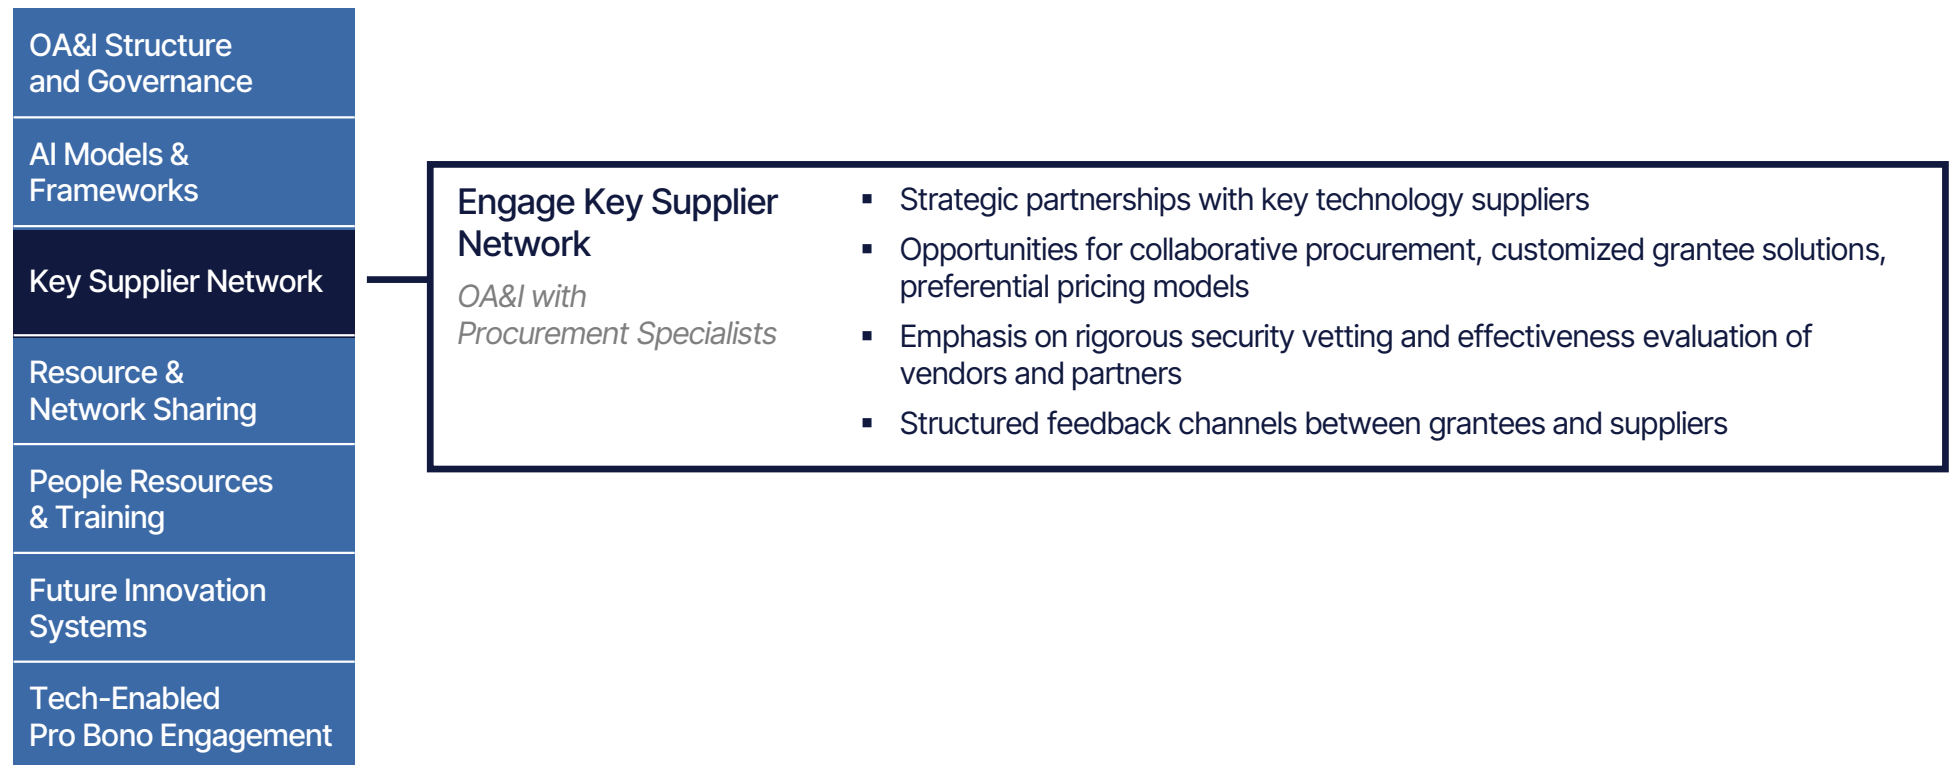 OA&I Structure
and Governance
AI Models &
Frameworks
Key Supplier Network
Resource &
Network Sharing
People Resources
& Training
Future Innovation
Systems
Tech-Enabled
Pro Bono Engagement
Engage Key Supplier
Network
OA&I with
Procurement Specialists
▪ Strategic partnerships with key technology suppliers
▪ Opportunities for collaborative procurement, customized grantee solutions,
preferential pricing models
▪ Emphasis on rigorous security vetting and effectiveness evaluation of
vendors and partners
▪ Structured feedback channels between grantees and suppliers